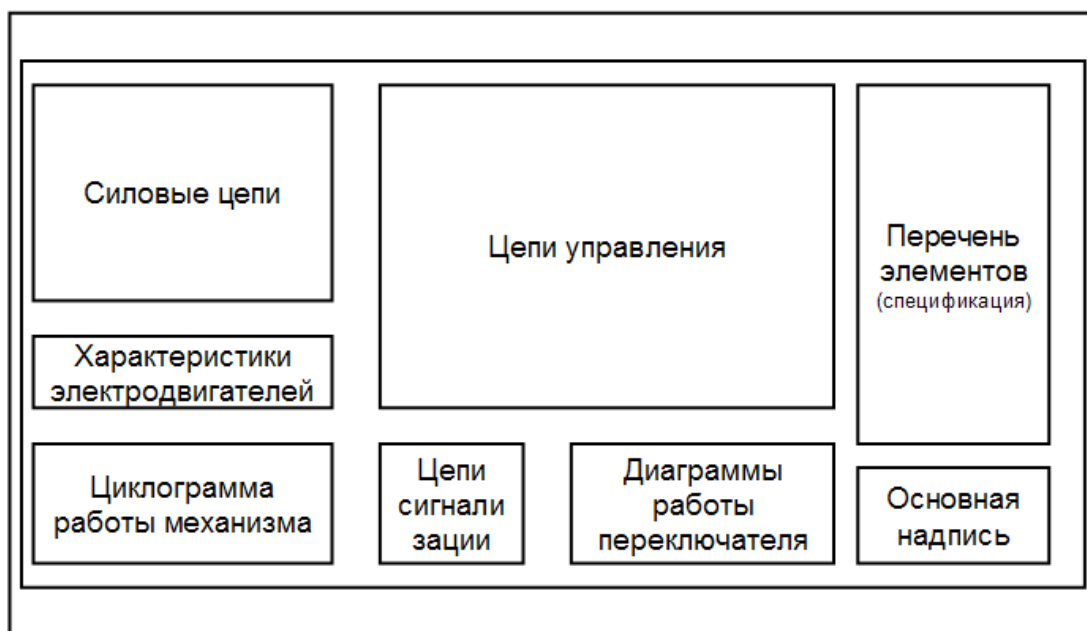 Силовые цепи
Характеристики
электродвигателей
Циклограмма
работы механизма
Цепи управления
Цепи
сигнали
зации
Диаграммы
работы
переключателя
Перечень
элементов
(спецификация)
Основная
надпись